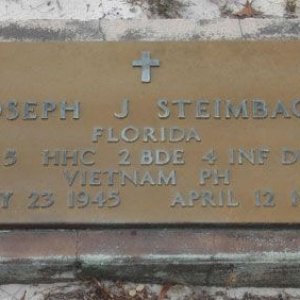 OSEPH J STEIMBAC
FLORIDA
5 HHC 2 BDE 4 INF D
VIETNAM PH
Y 23 1945 APRIL 12 1